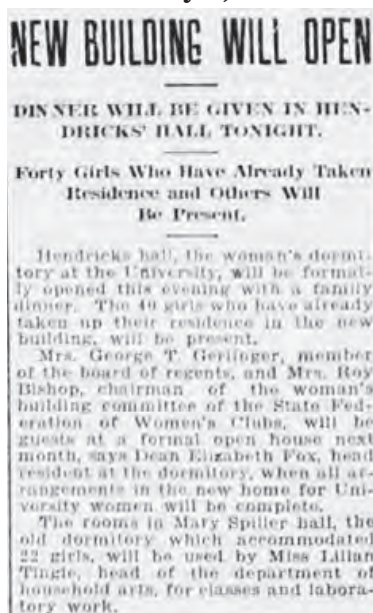 NEW BUILDING WILL OPEN
DINNER WILL BE GIVEN IN HEN-
DRICKS' HALL TONIGHT.
Forty Girls Who Have Already Taken
Residence and Others Will
Be Present.
Hendricks hall, the woman's dormi-
tory at the University, will be formal-
ly opened this evening with a family
dinner. The 40 girls who have already
taken up their residence in the new
building, will be present.
Mrs. George T. Gerlinger, member
of the board of regents, and Mrs. Roy
Bishop, chairman of the woman's
building committee of the State Fed-
eration of Women's Clubs, will be
guests at a formal open house next
month, says Dean Elizabeth Fox, head
resident at the dormitory, when all ar-
rangements in the new home for Uni-
versity women will be complete.
The rooms in Mary Spiller hall, the
old dormitory which accommodated
22 girls, will be used by Miss Lilian
Tingle, head of the department of
household arts, for classes and labora-
tory work.